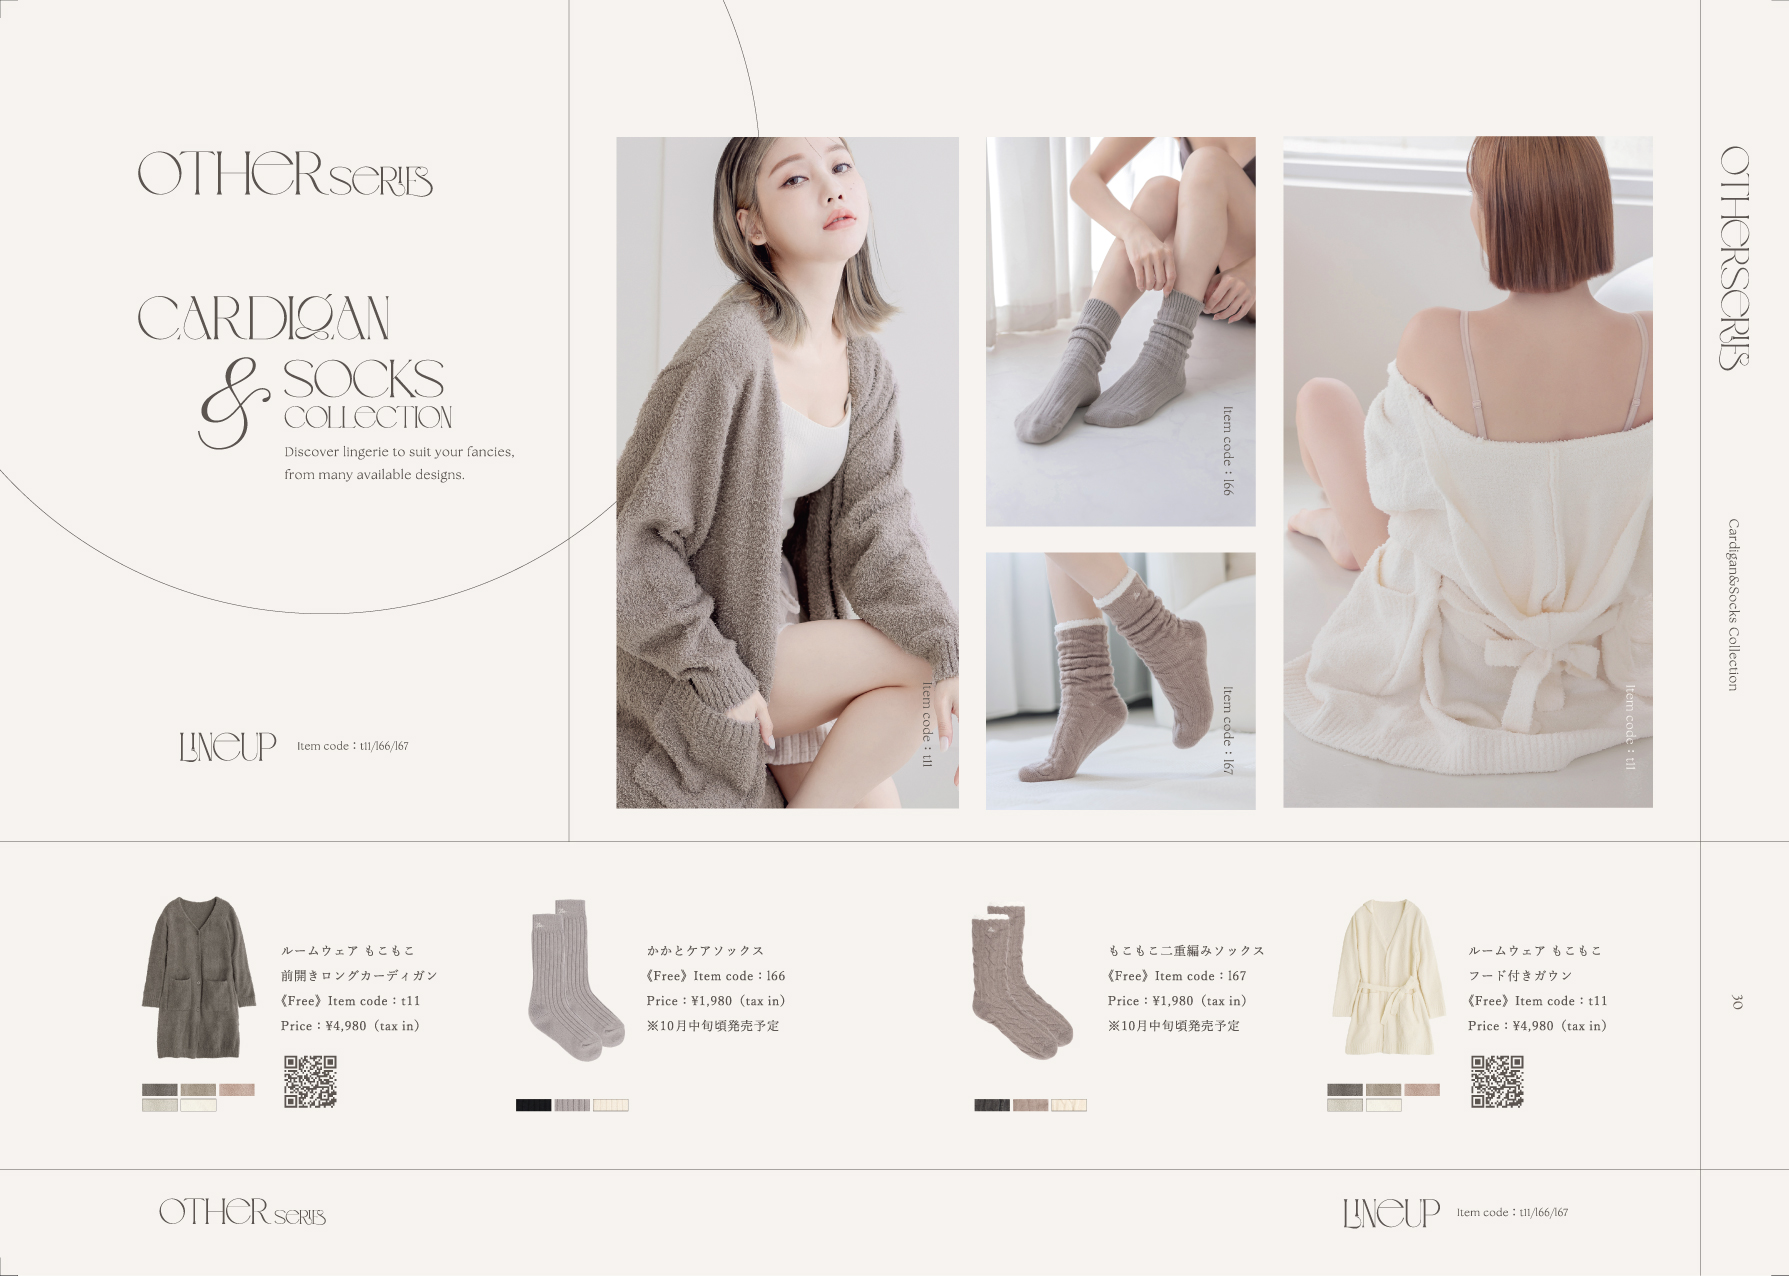 OTHER SERIES
CARDIGAN
& SOCKS
COLLECTION
Discover lingerie to suit your fancies,
from many available designs.
LINEUP Item code：t11/l66/l67
Item code：t11
Item code：l66
Item code：l67
Item code：t11
OTHERSERIES
Cardigan&Socks Collection
30
ルームウェア もこもこ
前開きロングカーディガン
《Free》Item code：t11
Price：¥4,980（tax in）
かかとケアソックス
《Free》Item code：l66
Price：¥1,980（tax in）
※10月中旬頃発売予定
もこもこ二重編みソックス
《Free》Item code：l67
Price：¥1,980（tax in）
※10月中旬頃発売予定
ルームウェア もこもこ
フード付きガウン
《Free》Item code：t11
Price：¥4,980（tax in）
OTHER SERIES
LINEUP Item code：t11/l66/l67